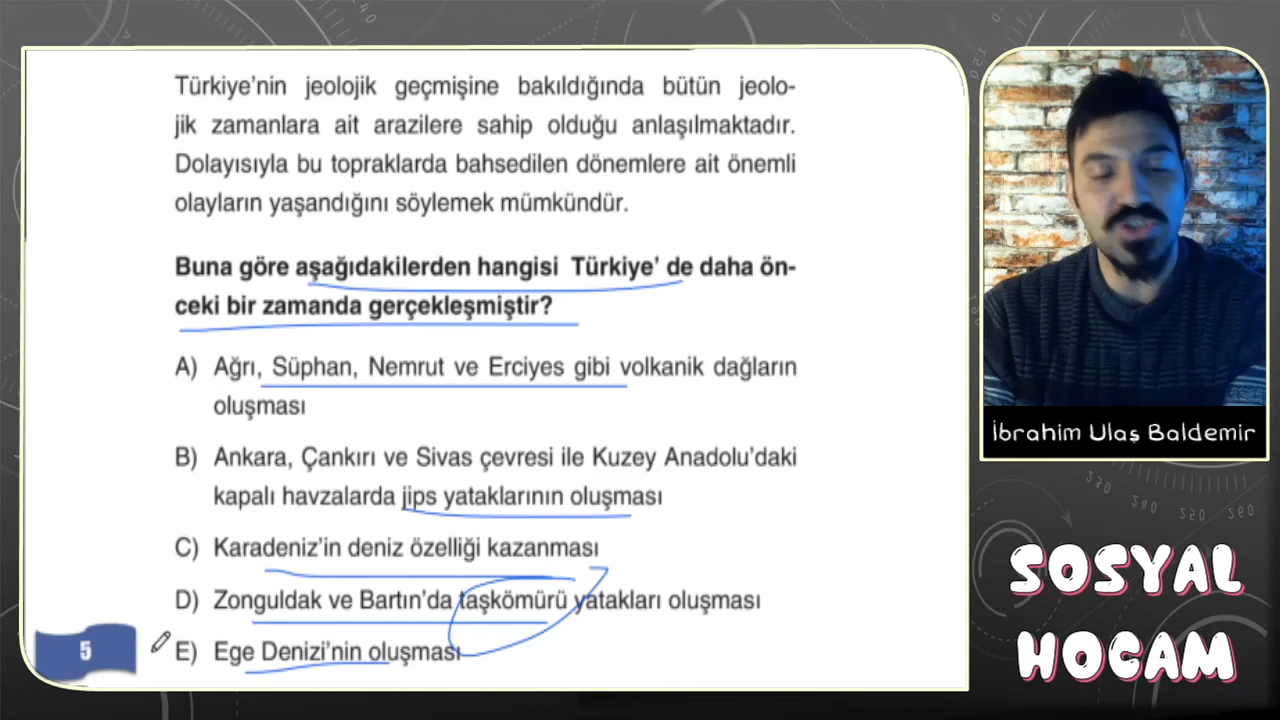 Türkiye'nin jeolojik geçmişine bakıldığında bütün jeolo-
jik zamanlara ait arazilere sahip olduğu anlaşılmaktadır.
Dolayısıyla bu topraklarda bahsedilen dönemlere ait önemli
olayların yaşandığını söylemek mümkündür.
Buna göre aşağıdakilerden hangisi Türkiye' de daha ön-
ceki bir zamanda gerçekleşmiştir?
A) Ağrı, Süphan, Nemrut ve Erciyes gibi volkanik dağların
oluşması
B) Ankara, Çankırı ve Sivas çevresi ile Kuzey Anadolu'daki
kapalı havzalarda jips yataklarının oluşması
C) Karadeniz'in deniz özelliği kazanması
D) Zonguldak ve Bartın'da taşkömürü yatakları oluşması
E) Ege Denizi'nin oluşması
5
İbrahim Ulaş Baldemir
230 240 250 260
SOSYAL
HOCAM